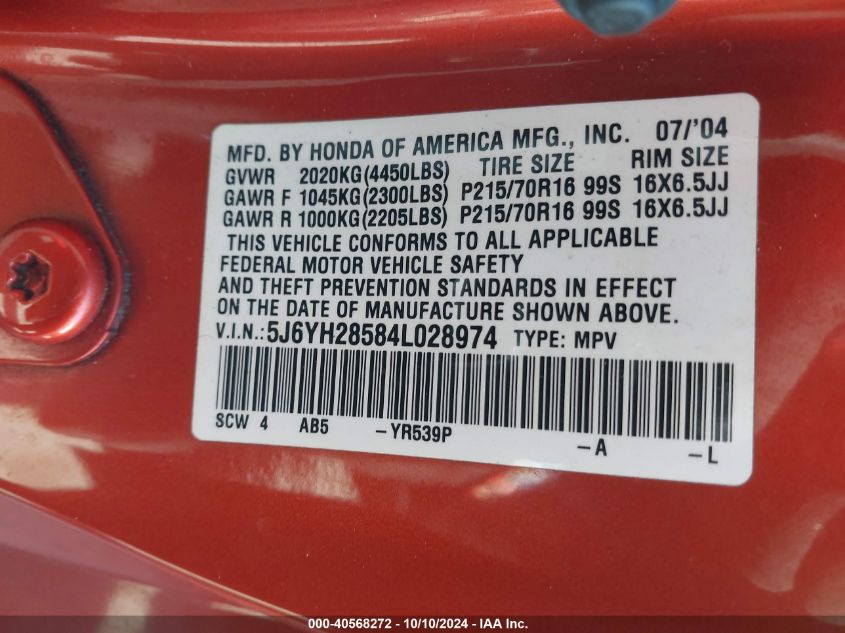 MFD. BY HONDA OF AMERICA MFG., INC. 07/'04
GVWR 2020KG(4450LBS) TIRE SIZE RIM SIZE
GAWR F 1045KG(2300LBS) P215/70R16 99S 16X6.5JJ
GAWR R 1000KG(2205LBS) P215/70R16 99S 16X6.5JJ
THIS VEHICLE CONFORMS TO ALL APPLICABLE
FEDERAL MOTOR VEHICLE SAFETY
AND THEFT PREVENTION STANDARDS IN EFFECT
ON THE DATE OF MANUFACTURE SHOWN ABOVE.
V.I.N.:5J6YH28584L028974 TYPE: MPV
SCW 4 AB5 -YR539P -A -L
000-40568272 - 10/10/2024 - IAA Inc.